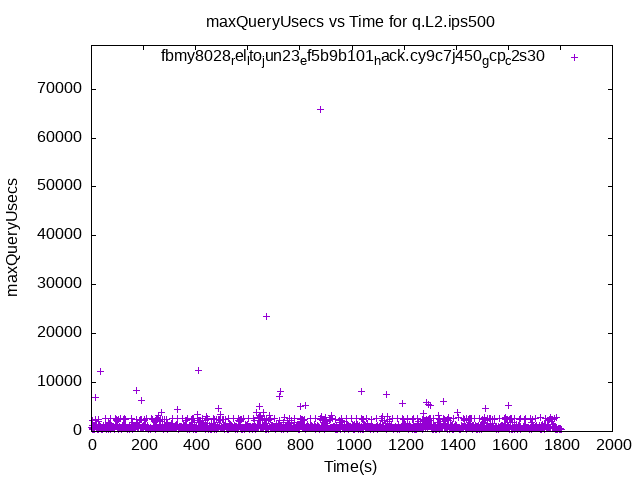 maxQueryUsecs vs Time for q.L2.ips500
fbmy8028rel_tojun23ef5b9b101hack.cy9c7j450gcpc2s30
70000
60000
50000
40000
30000
20000
10000
0
maxQueryUsecs
0 200 400 600 800 1000 1200 1400 1600 1800 2000
Time(s)